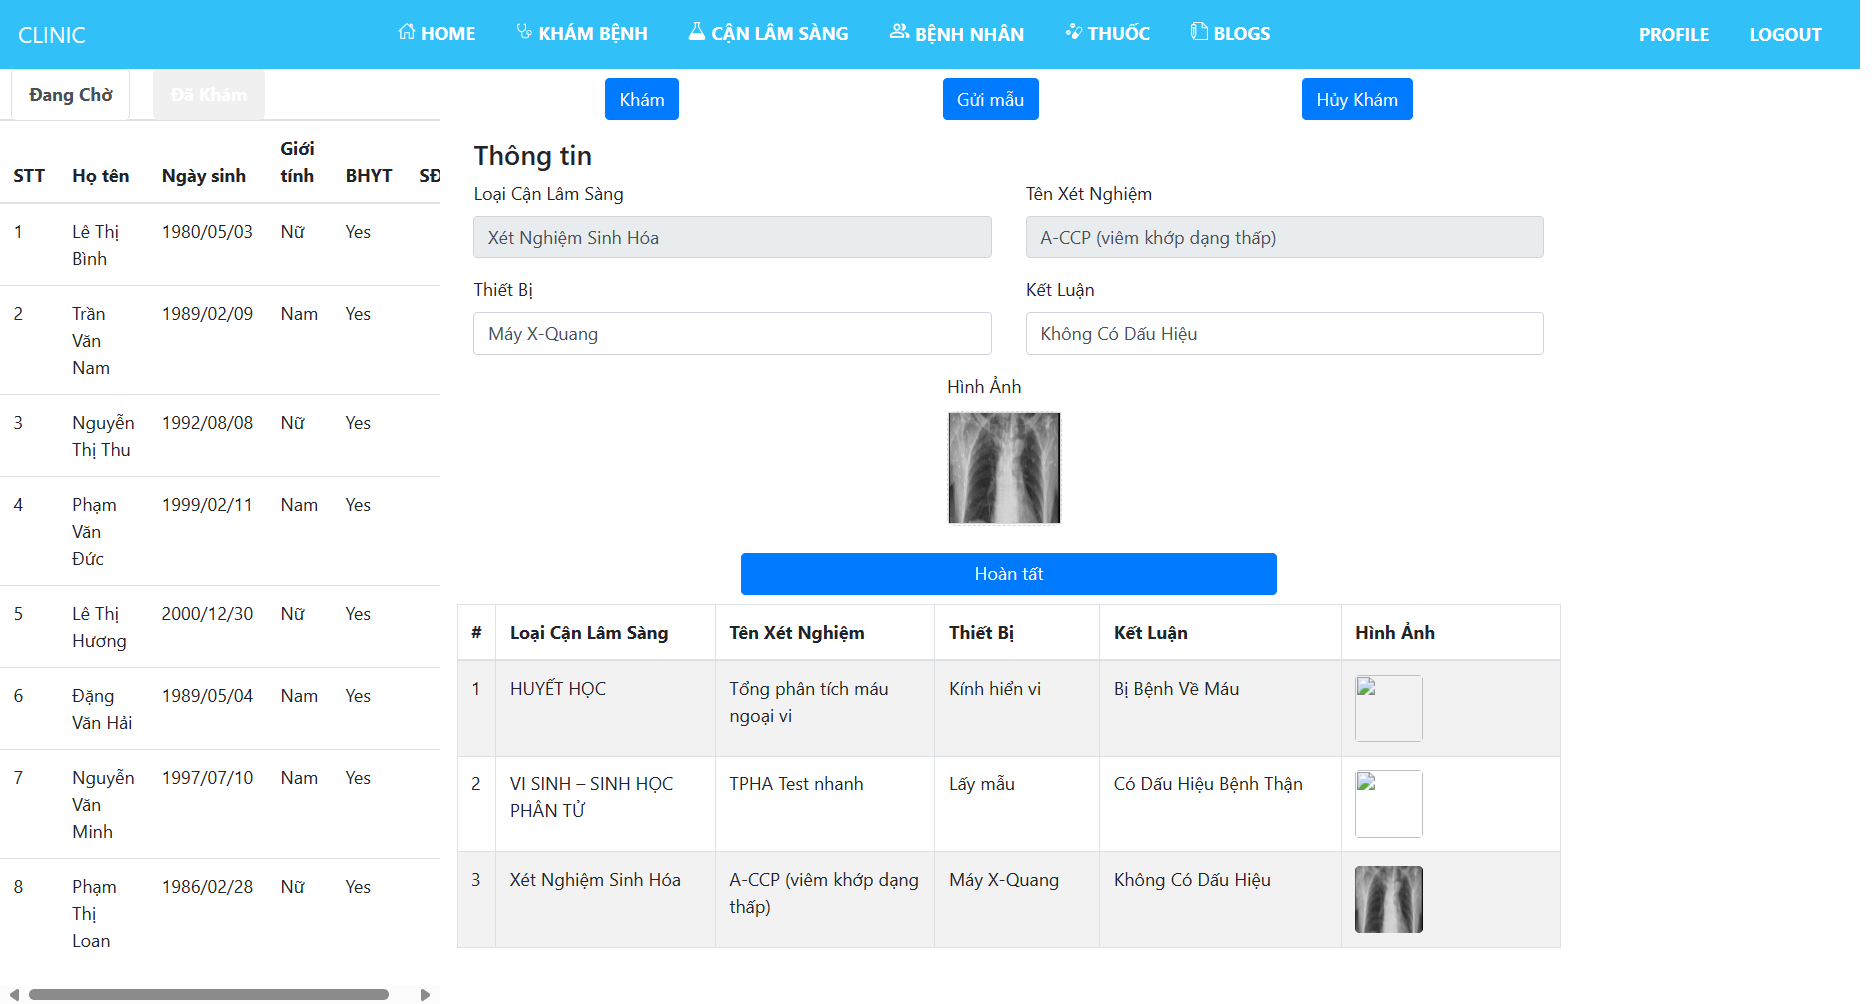 CLINIC HOME KHÁM BỆNH CẬN LÂM SÀNG BỆNH NHÂN THUỐC BLOGS PROFILE LOGOUT
Đang Chờ Đã Khám
STT Họ tên Ngày sinh Giới tính BHYT SĐ
1 Lê Thị Bình 1980/05/03 Nữ Yes
2 Trần Văn Nam 1989/02/09 Nam Yes
3 Nguyễn Thị Thu 1992/08/08 Nữ Yes
4 Phạm Văn Đức 1999/02/11 Nam Yes
5 Lê Thị Hương 2000/12/30 Nữ Yes
6 Đặng Văn Hải 1989/05/04 Nam Yes
7 Nguyễn Văn Minh 1997/07/10 Nam Yes
8 Phạm Thị Loan 1986/02/28 Nữ Yes
Khám Gửi mẫu Hủy Khám
Thông tin
Loại Cận Lâm Sàng Tên Xét Nghiệm
Xét Nghiệm Sinh Hóa A-CCP (viêm khớp dạng thấp)
Thiết Bị Kết Luận
Máy X-Quang Không Có Dấu Hiệu
Hình Ảnh
Hoàn tất
# Loại Cận Lâm Sàng Tên Xét Nghiệm Thiết Bị Kết Luận Hình Ảnh
1 HUYẾT HỌC Tổng phân tích máu ngoại vi Kính hiển vi Bị Bệnh Về Máu
2 VI SINH – SINH HỌC PHÂN TỬ TPHA Test nhanh Lấy mẫu Có Dấu Hiệu Bệnh Thận
3 Xét Nghiệm Sinh Hóa A-CCP (viêm khớp dạng thấp) Máy X-Quang Không Có Dấu Hiệu